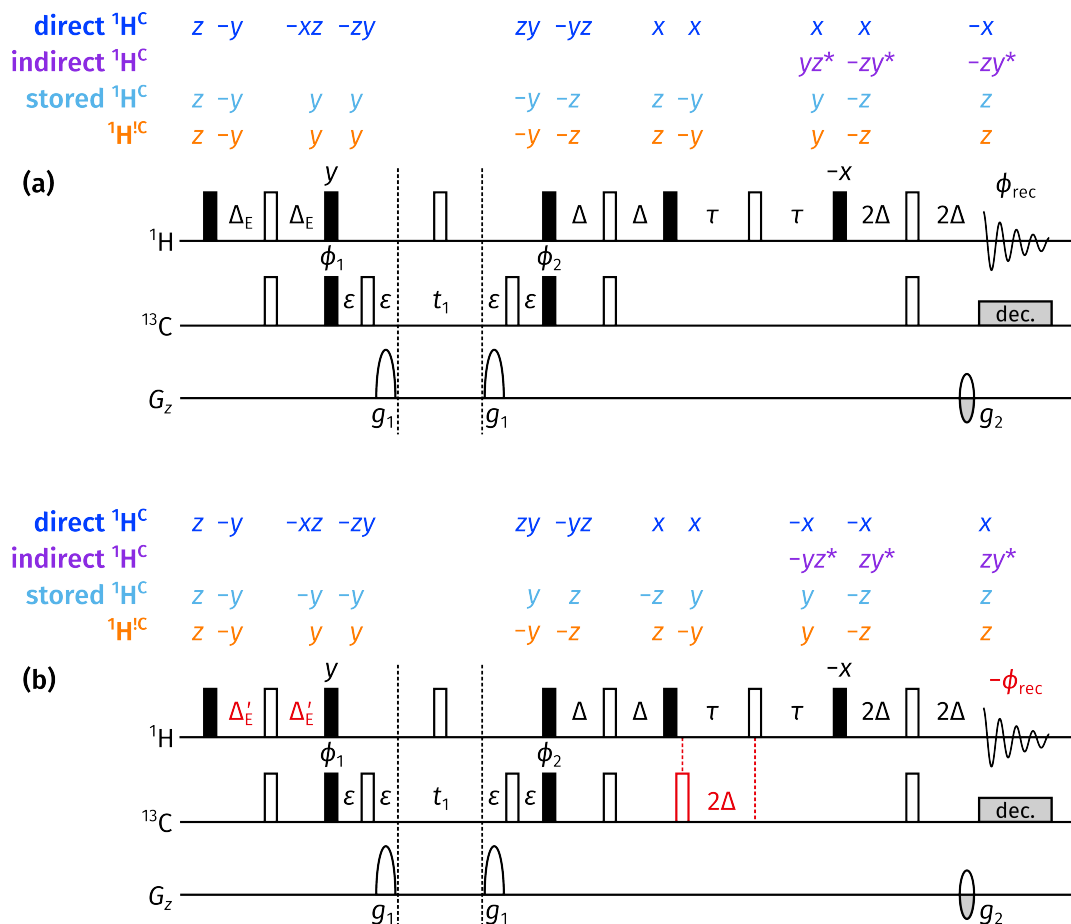 direct ¹Hᶜ z −y −xz −zy zy −yz x x x x −x
indirect ¹Hᶜ yz* −zy* −zy*
stored ¹Hᶜ z −y y y −y −z z −y y −z z
¹H^!C z −y y y −y −z z −y y −z z
(a) y −x ϕrec
¹H Δ_E Δ_E Δ Δ τ τ 2Δ 2Δ
ϕ₁ ϕ₂
¹³C ε ε t₁ ε ε dec.
G_z g₁ g₁ g₂
direct ¹Hᶜ z −y −xz −zy zy −yz x x −x −x x
indirect ¹Hᶜ −yz* zy* zy*
stored ¹Hᶜ z −y −y −y y z −z y y −z z
¹H^!C z −y y y −y −z z −y y −z z
(b) y −x −ϕrec
¹H Δ′_E Δ′_E Δ Δ τ τ 2Δ 2Δ
ϕ₁ ϕ₂
¹³C ε ε t₁ ε ε 2Δ dec.
G_z g₁ g₁ g₂